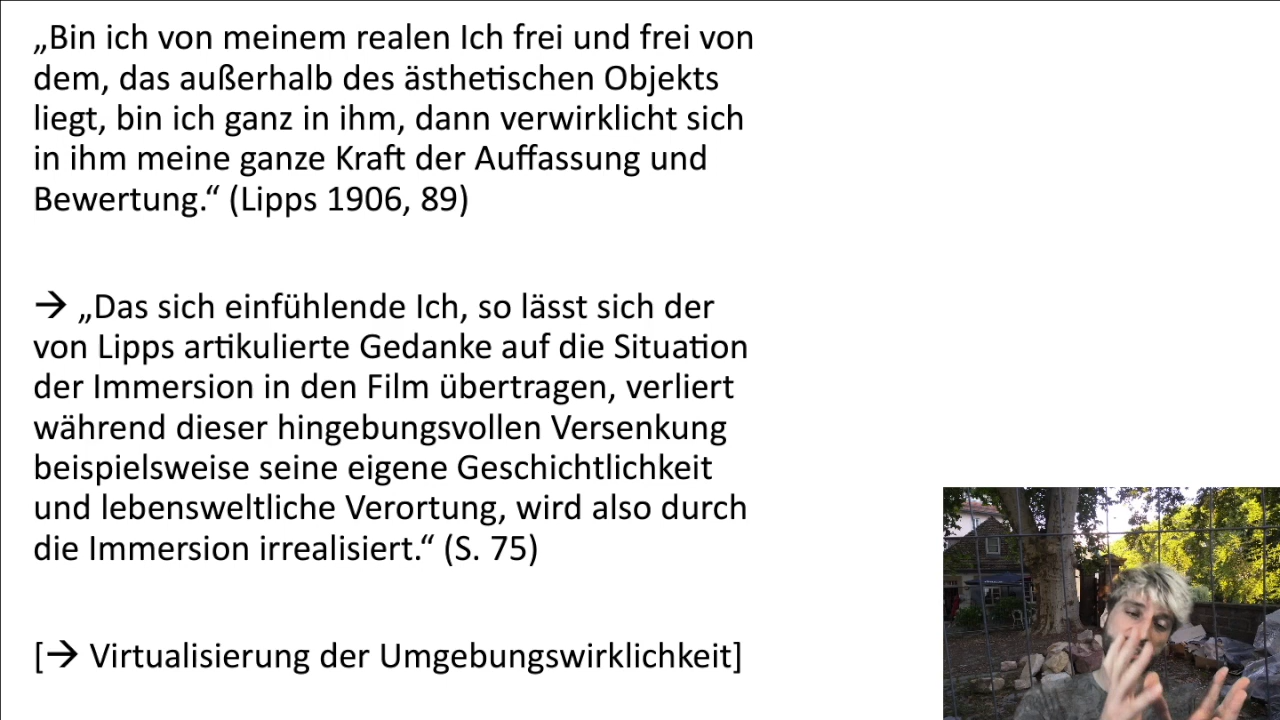 „Bin ich von meinem realen Ich frei und frei von
dem, das außerhalb des ästhetischen Objekts
liegt, bin ich ganz in ihm, dann verwirklicht sich
in ihm meine ganze Kraft der Auffassung und
Bewertung.“ (Lipps 1906, 89)
→ „Das sich einfühlende Ich, so lässt sich der
von Lipps artikulierte Gedanke auf die Situation
der Immersion in den Film übertragen, verliert
während dieser hingebungsvollen Versenkung
beispielsweise seine eigene Geschichtlichkeit
und lebensweltliche Verortung, wird also durch
die Immersion irrealisiert.“ (S. 75)
[→ Virtualisierung der Umgebungswirklichkeit]